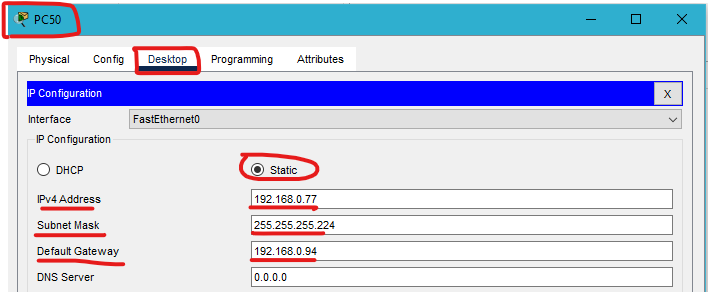 PC50
Physical Config Desktop Programming Attributes
IP Configuration X
Interface FastEthernet0
IP Configuration
DHCP Static
IPv4 Address 192.168.0.77
Subnet Mask 255.255.255.224
Default Gateway 192.168.0.94
DNS Server 0.0.0.0